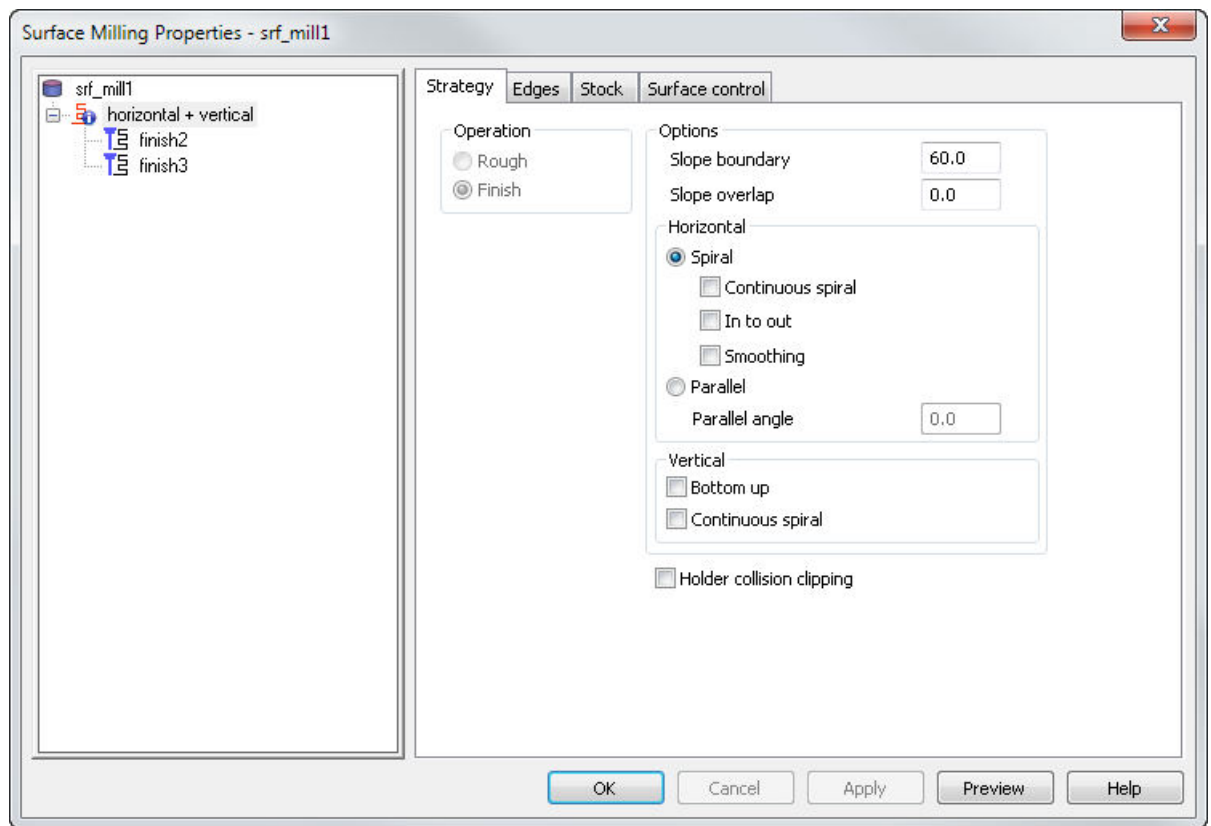 Surface Milling Properties - srf_mill1
srf_mill1
horizontal + vertical
finish2
finish3
Strategy Edges Stock Surface control
Operation
Rough
Finish
Options
Slope boundary 60.0
Slope overlap 0.0
Horizontal
Spiral
Continuous spiral
In to out
Smoothing
Parallel
Parallel angle 0.0
Vertical
Bottom up
Continuous spiral
Holder collision clipping
OK Cancel Apply Preview Help